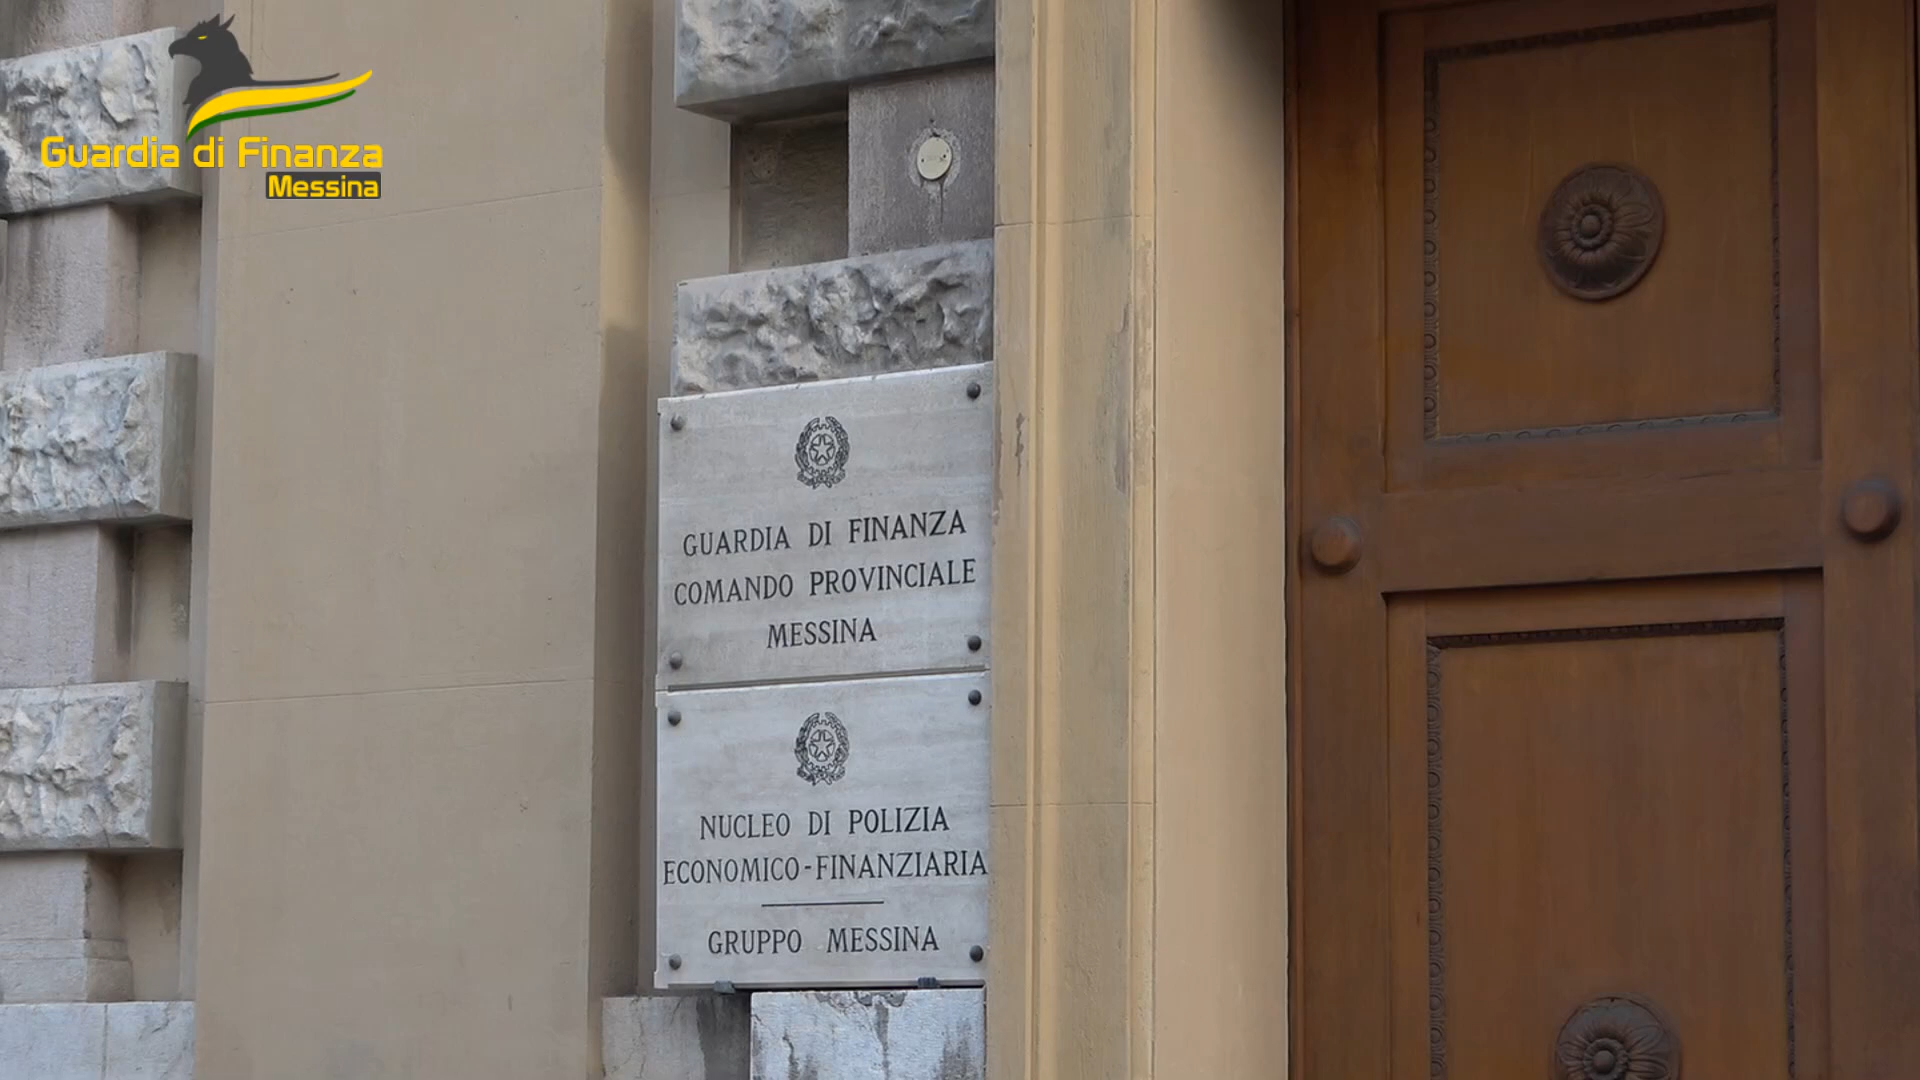 Guardia di Finanza
Messina
GUARDIA DI FINANZA
COMANDO PROVINCIALE
MESSINA
NUCLEO DI POLIZIA
ECONOMICO-FINANZIARIA
GRUPPO MESSINA